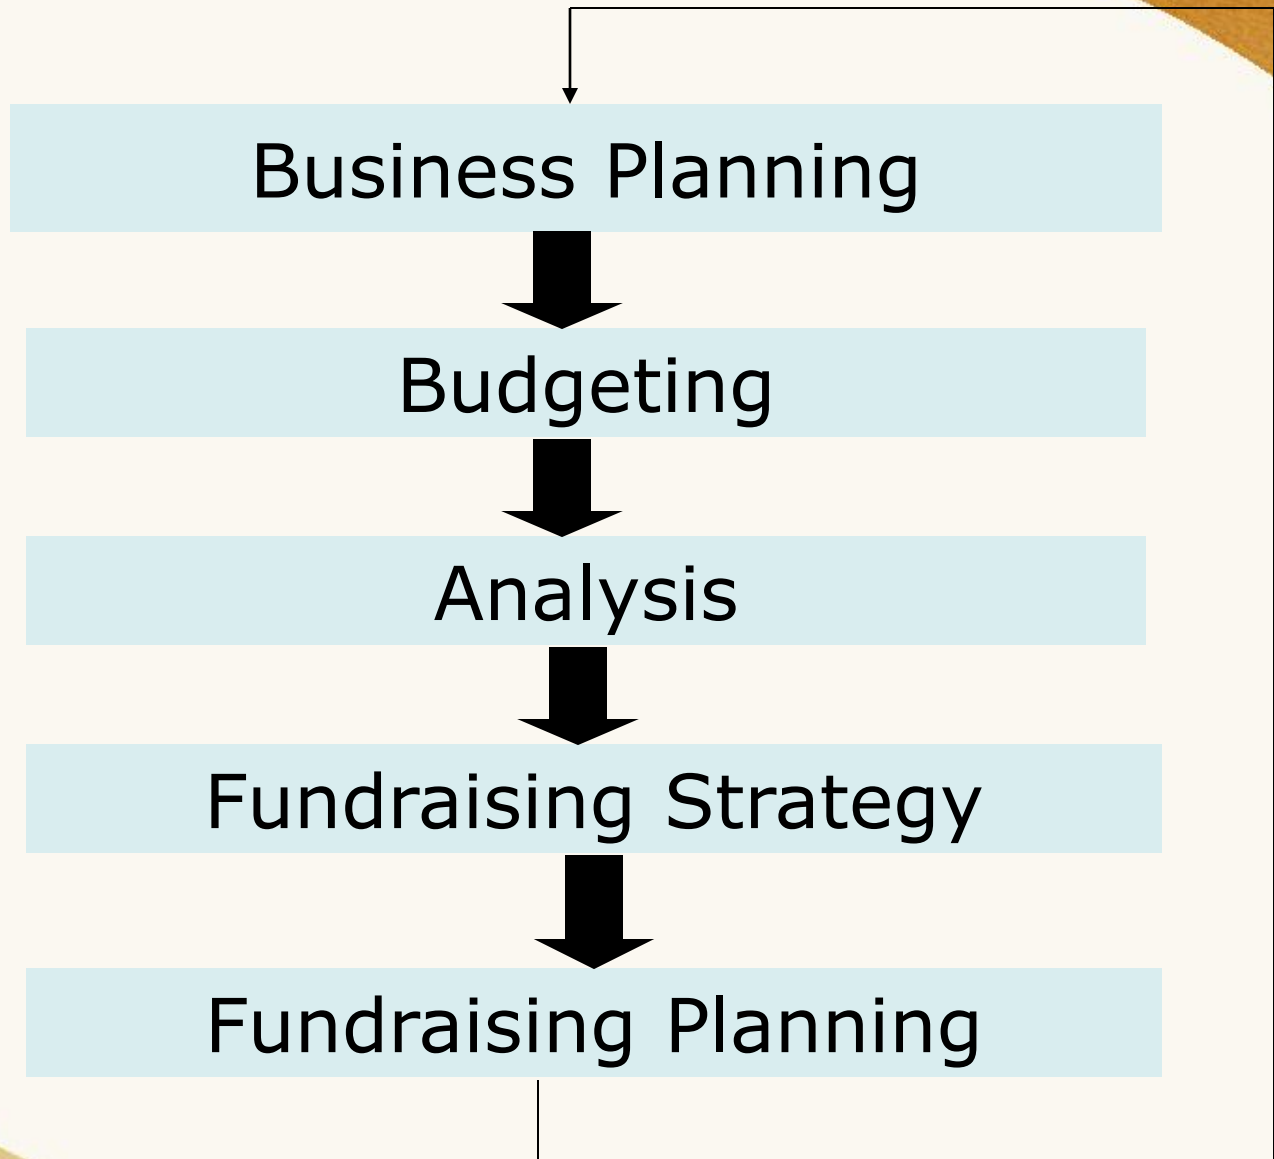 Business Planning
Budgeting
Analysis
Fundraising Strategy
Fundraising Planning